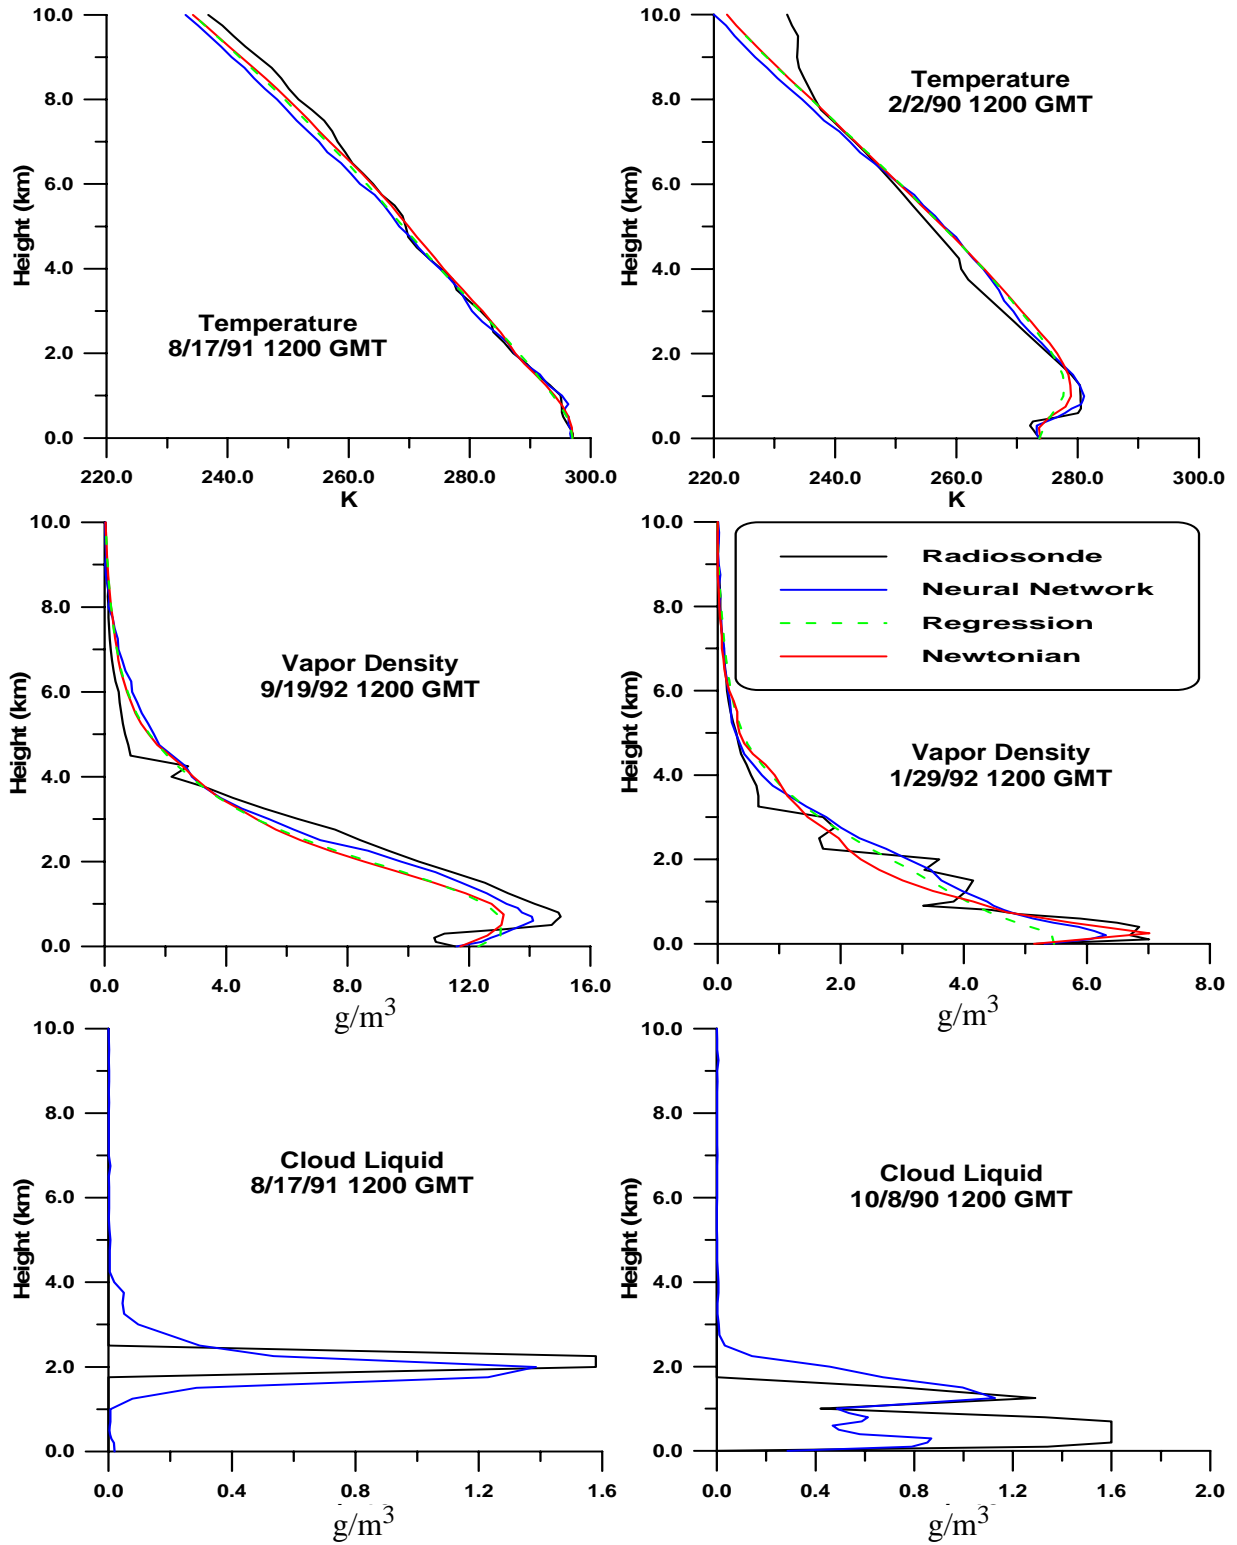 10.0
8.0
6.0
4.0
2.0
0.0
Height (km)
Temperature
8/17/91 1200 GMT
220.0 240.0 260.0 280.0 300.0
K
10.0
8.0
6.0
4.0
2.0
0.0
Height (km)
Temperature
2/2/90 1200 GMT
220.0 240.0 260.0 280.0 300.0
K
10.0
8.0
6.0
4.0
2.0
0.0
Height (km)
Vapor Density
9/19/92 1200 GMT
0.0 4.0 8.0 12.0 16.0
g/m³
10.0
8.0
6.0
4.0
2.0
0.0
Height (km)
Radiosonde
Neural Network
Regression
Newtonian
Vapor Density
1/29/92 1200 GMT
0.0 2.0 4.0 6.0 8.0
g/m³
10.0
8.0
6.0
4.0
2.0
0.0
Height (km)
Cloud Liquid
8/17/91 1200 GMT
0.0 0.4 0.8 1.2 1.6
g/m³
10.0
8.0
6.0
4.0
2.0
0.0
Height (km)
Cloud Liquid
10/8/90 1200 GMT
0.0 0.4 0.8 1.2 1.6 2.0
g/m³